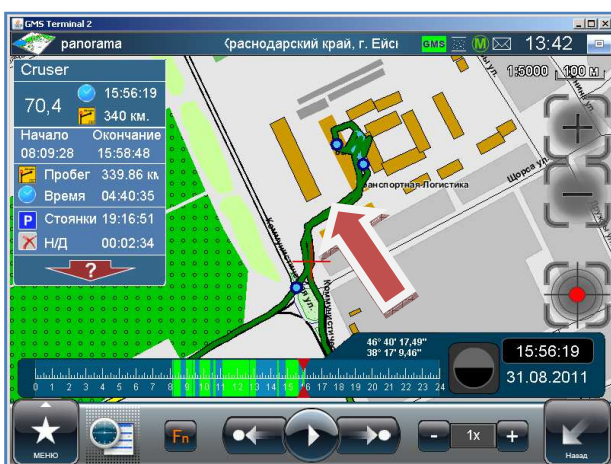 GMS Terminal 2
panorama
Краснодарский край, г. Ейск
GMS
M
13:42
Cruser
70,4
15:56:19
340 км.
Начало Окончание
08:09:28 15:58:48
Пробег 339.86 км
Время 04:40:35
P Стоянки 19:16:51
Н/Д 00:02:34
?
1:5000 100 м
Щорса ул.
Транспортная Логистика
Коммунистическая ул.
46° 40' 17,49"
38° 17' 9,46"
15:56:19
31.08.2011
0 1 2 3 4 5 6 7 8 9 10 11 12 13 14 15 16 17 18 19 20 21 22 23 24
МЕНЮ
Fn
- 1x +
Назад